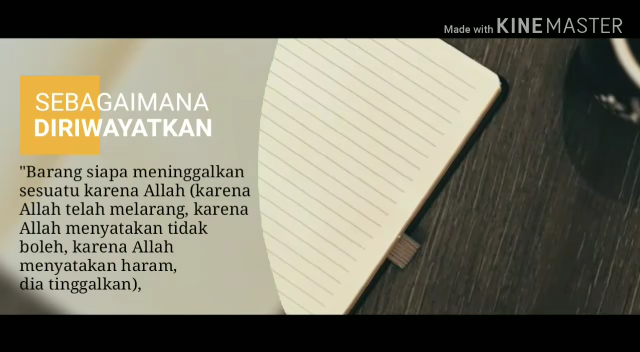 Made with KINEMASTER
SEBAGAIMANA
DIRIWAYATKAN
"Barang siapa meninggalkan
sesuatu karena Allah (karena
Allah telah melarang, karena
Allah menyatakan tidak
boleh, karena Allah
menyatakan haram,
dia tinggalkan),